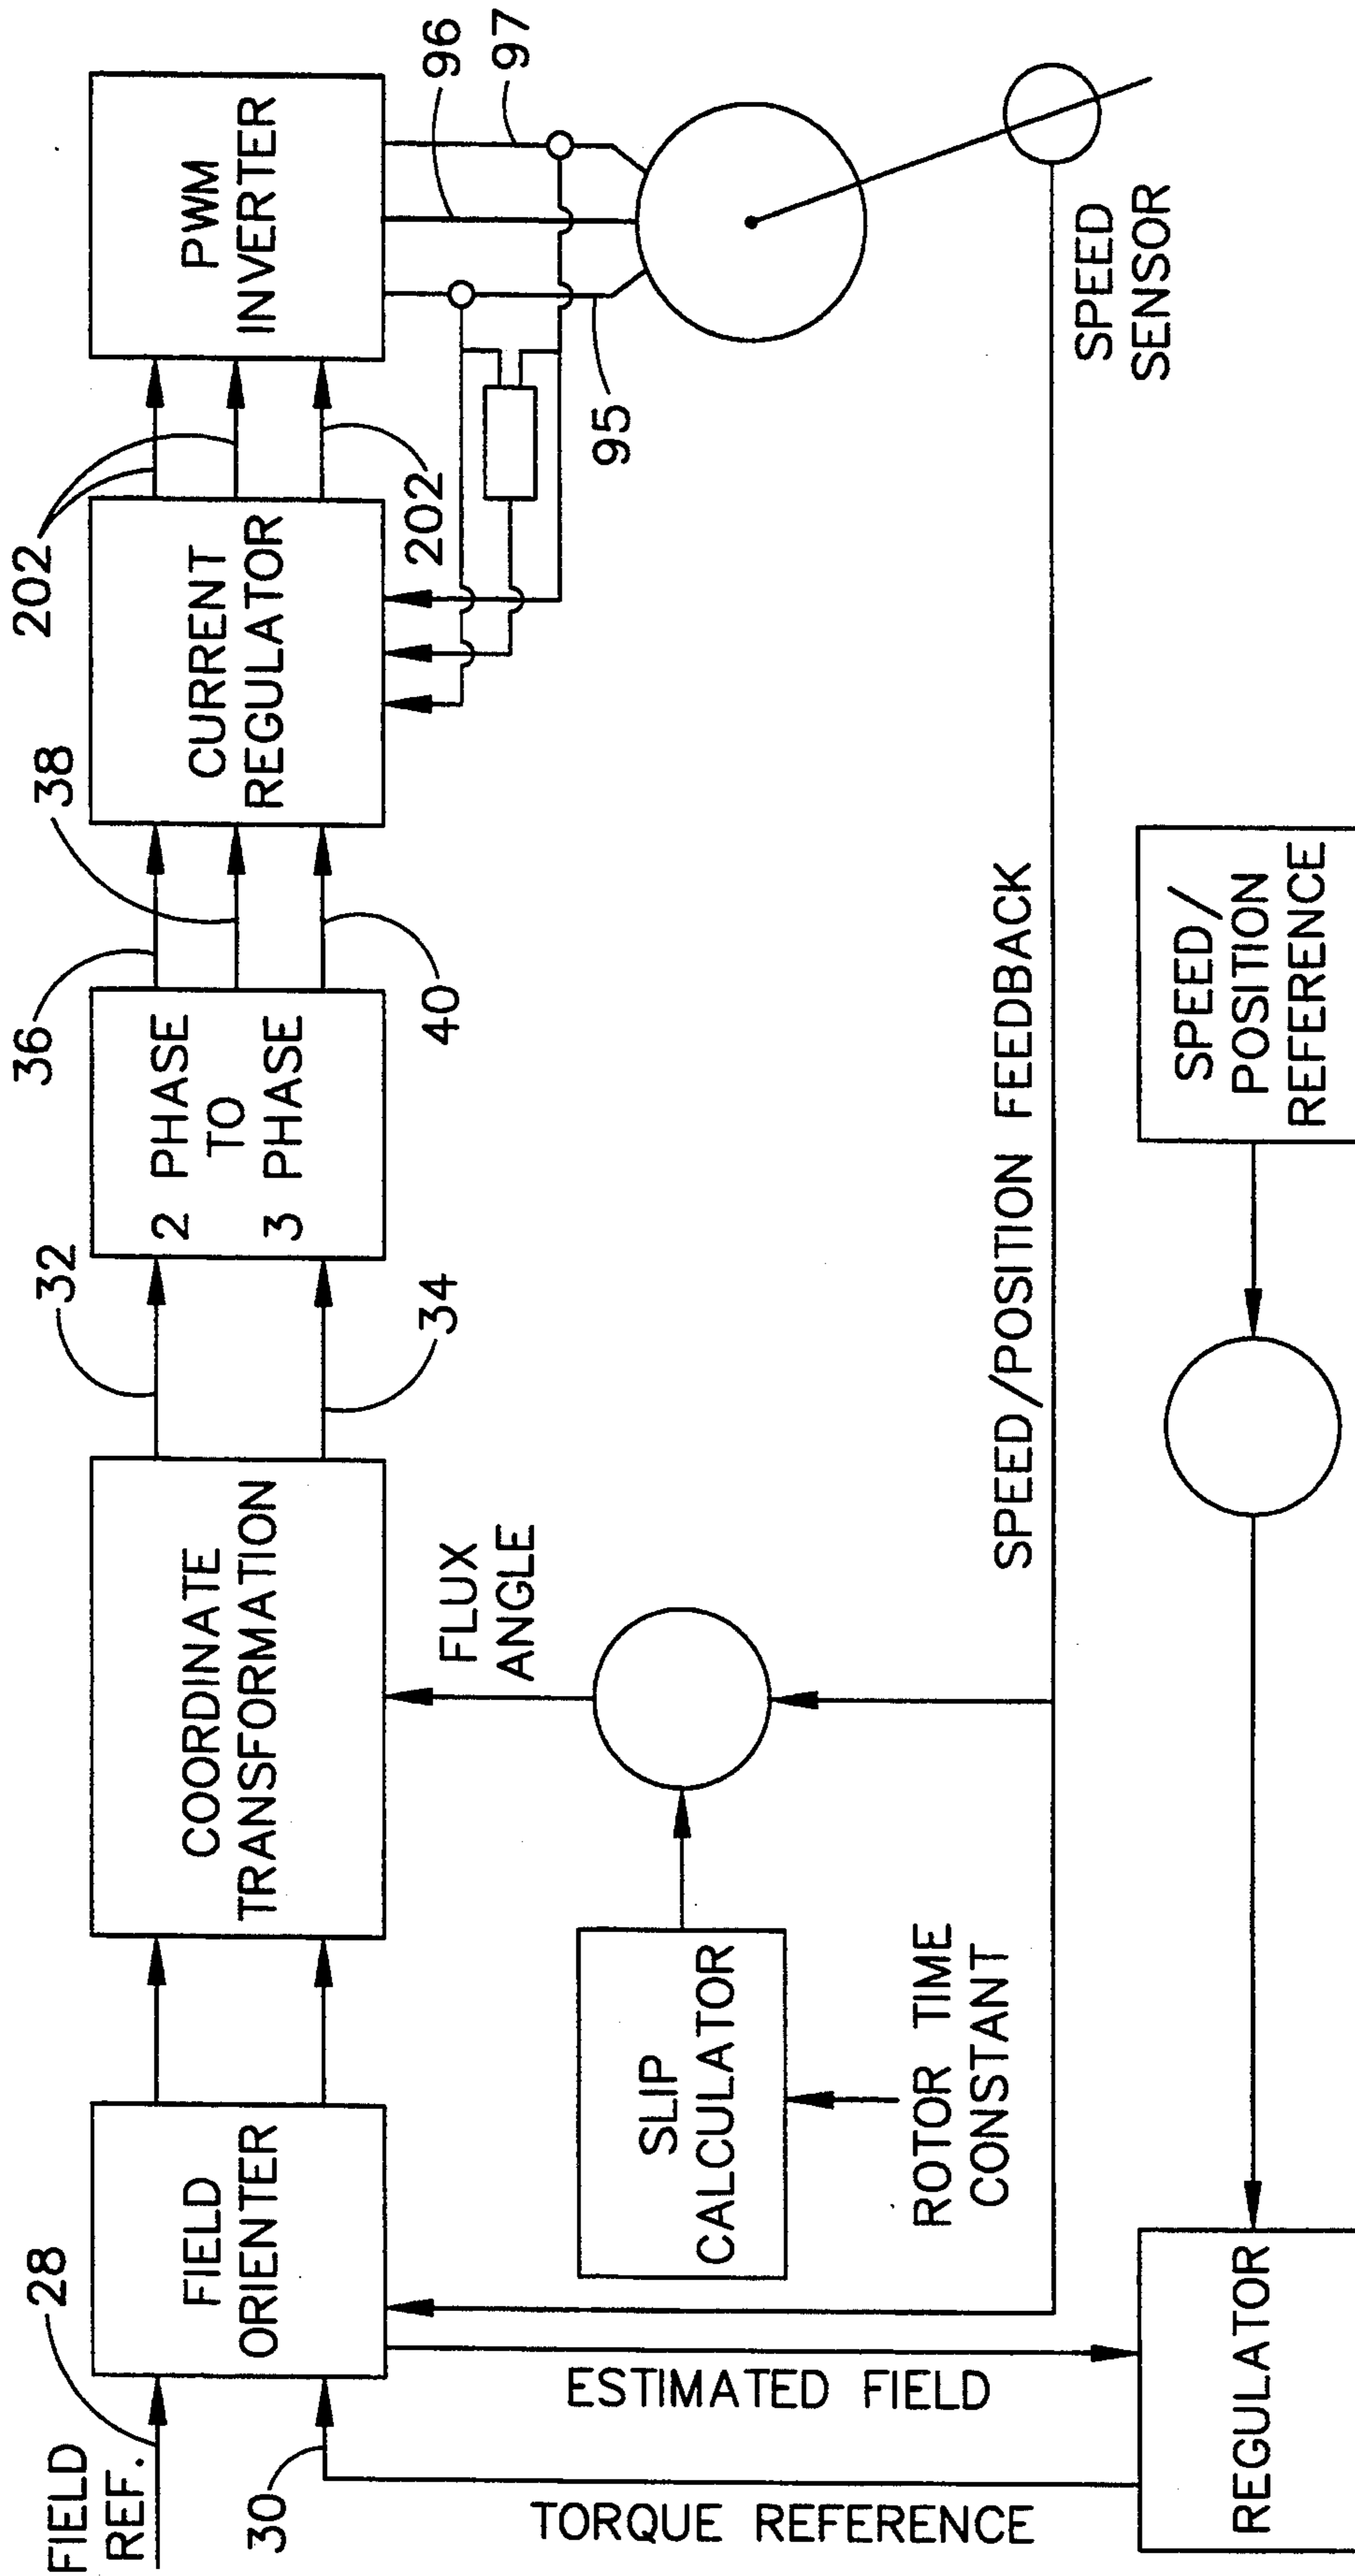 FIELD
REF.
28
30
FIELD
ORIENTER
COORDINATE
TRANSFORMATION
32
34
2 PHASE
TO
3 PHASE
36
38
40
CURRENT
REGULATOR
202
202
PWM
INVERTER
95
96
97
FLUX
ANGLE
SLIP
CALCULATOR
ROTOR TIME
CONSTANT
ESTIMATED FIELD
TORQUE REFERENCE
SPEED/POSITION FEEDBACK
SPEED
SENSOR
REGULATOR
SPEED/
POSITION
REFERENCE